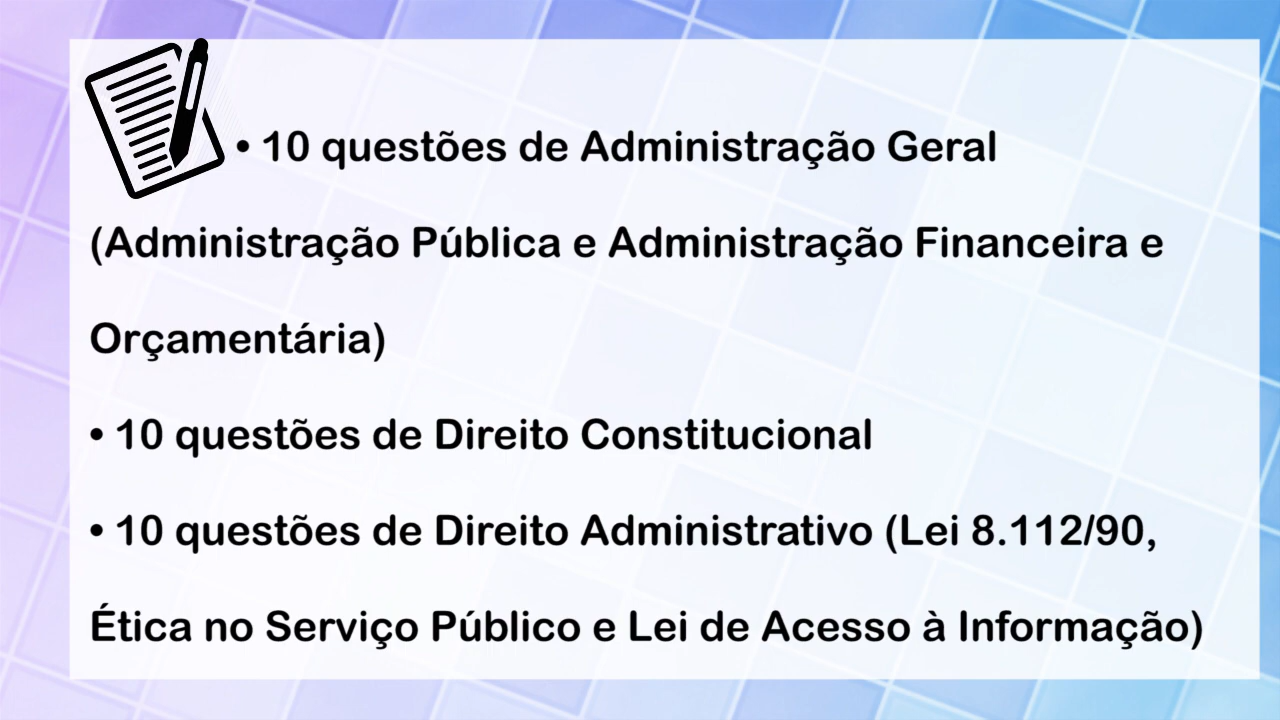 • 10 questões de Administração Geral
(Administração Pública e Administração Financeira e
Orçamentária)
• 10 questões de Direito Constitucional
• 10 questões de Direito Administrativo (Lei 8.112/90,
Ética no Serviço Público e Lei de Acesso à Informação)